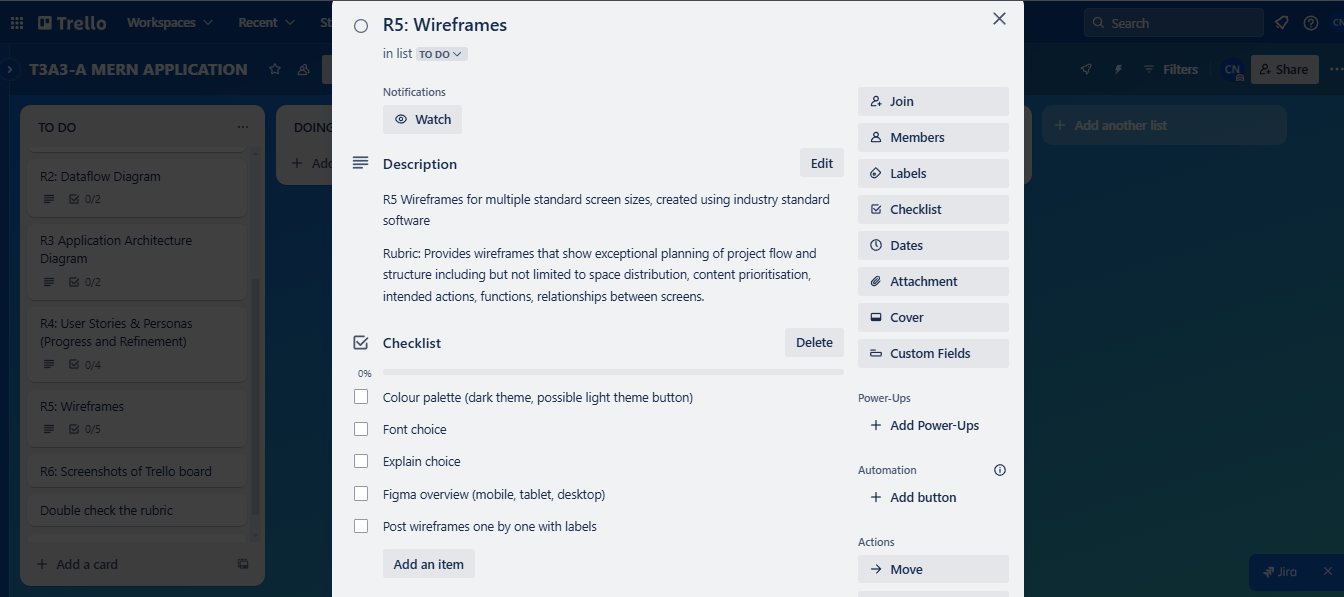 Trello
Workspaces
Recent
St
Search
CN
T3A3-A MERN APPLICATION
Filters
CN
Share
TO DO
R2: Dataflow Diagram
0/2
R3 Application Architecture
Diagram
0/2
R4: User Stories & Personas
(Progress and Refinement)
0/4
R5: Wireframes
0/5
R6: Screenshots of Trello board
Double check the rubric
Add a card
DOING
Add
R5: Wireframes
in list TO DO
Notifications
Watch
Description
Edit
R5 Wireframes for multiple standard screen sizes, created using industry standard
software
Rubric: Provides wireframes that show exceptional planning of project flow and
structure including but not limited to space distribution, content prioritisation,
intended actions, functions, relationships between screens.
Checklist
Delete
0%
Colour palette (dark theme, possible light theme button)
Font choice
Explain choice
Figma overview (mobile, tablet, desktop)
Post wireframes one by one with labels
Add an item
Join
Members
Labels
Checklist
Dates
Attachment
Cover
Custom Fields
Power-Ups
Add Power-Ups
Automation
Add button
Actions
Move
Add another list
Jira